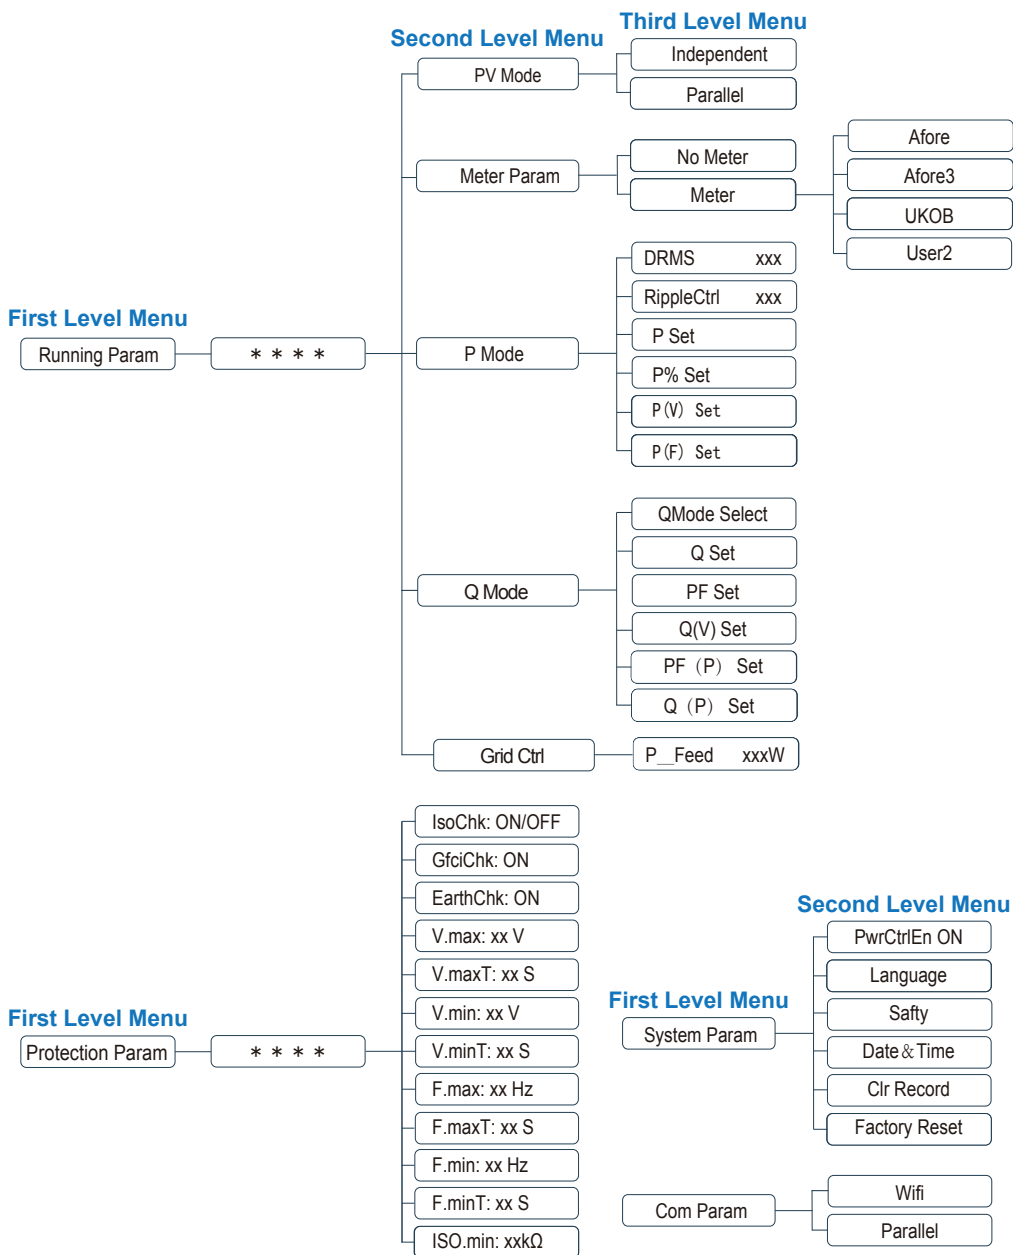 Third Level Menu
Second Level Menu
Independent
PV Mode
Parallel
Afore
No Meter
Meter Param
Afore3
Meter
UKOB
User2
DRMS xxx
RippleCtrl xxx
First Level Menu
P Set
Running Param
* * * *
P Mode
P% Set
P(V) Set
P(F) Set
QMode Select
Q Set
Q Mode
PF Set
Q(V) Set
PF (P) Set
Q (P) Set
Grid Ctrl
P__Feed xxxW
IsoChk: ON/OFF
GfciChk: ON
EarthChk: ON
V.max: xx V
V.maxT: xx S
First Level Menu
V.min: xx V
Protection Param
* * * *
V.minT: xx S
F.max: xx Hz
F.maxT: xx S
F.min: xx Hz
F.minT: xx S
ISO.min: xxkΩ
Second Level Menu
PwrCtrlEn ON
Language
First Level Menu
Safty
System Param
Date&Time
Clr Record
Factory Reset
Wifi
Com Param
Parallel